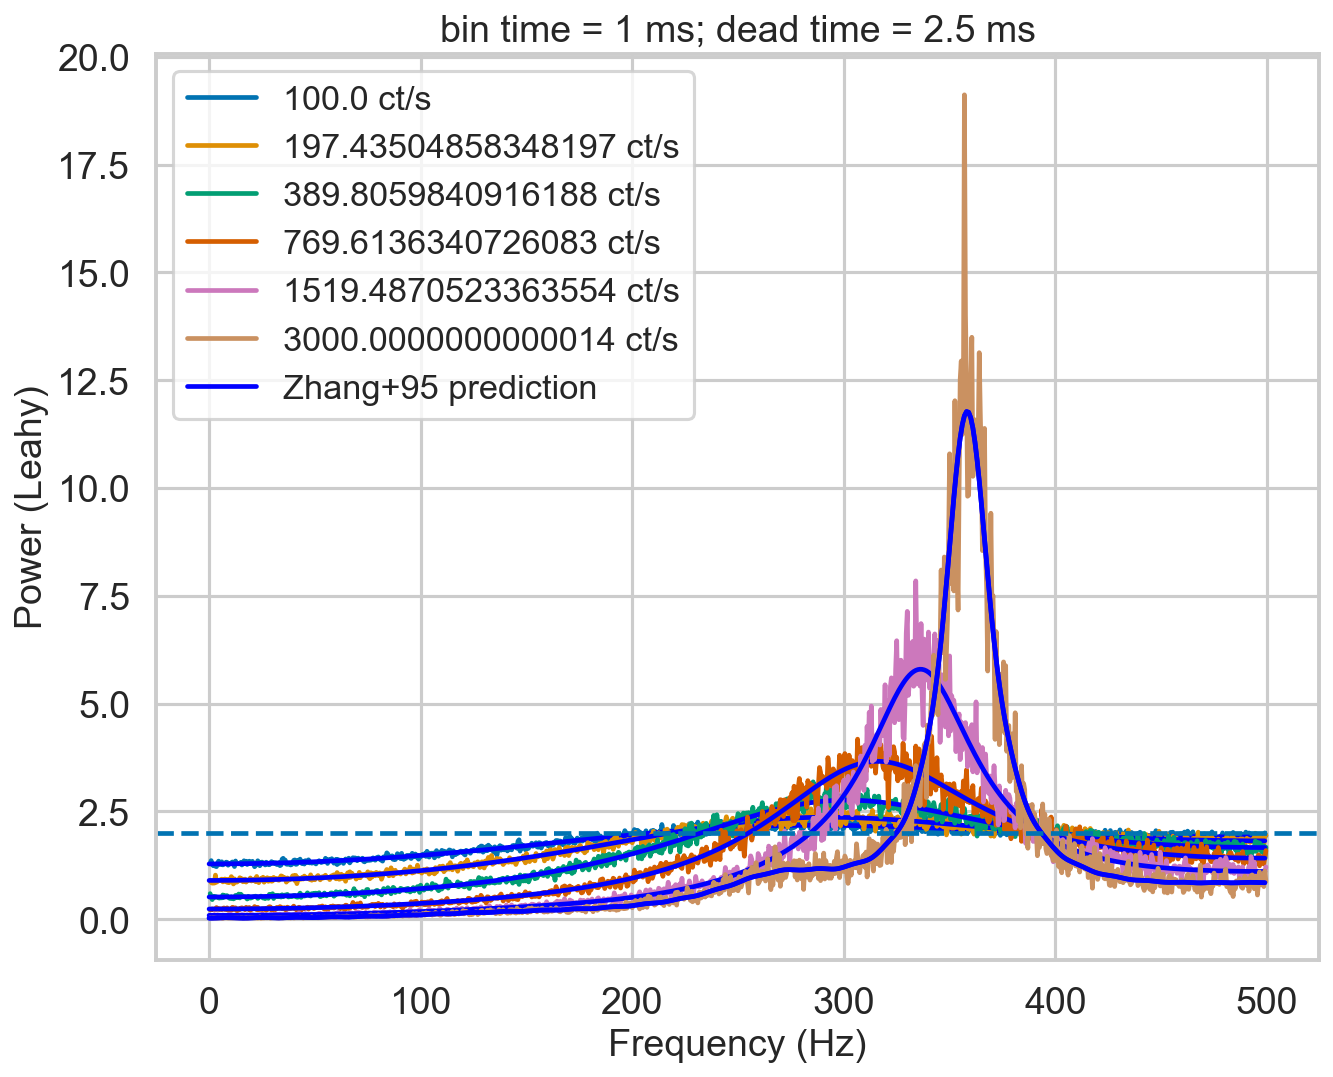 bin time = 1 ms; dead time = 2.5 ms
20.0
17.5
15.0
12.5
10.0
7.5
5.0
2.5
0.0
Power (Leahy)
100.0 ct/s
197.43504858348197 ct/s
389.8059840916188 ct/s
769.6136340726083 ct/s
1519.4870523363554 ct/s
3000.0000000000014 ct/s
Zhang+95 prediction
0 100 200 300 400 500
Frequency (Hz)